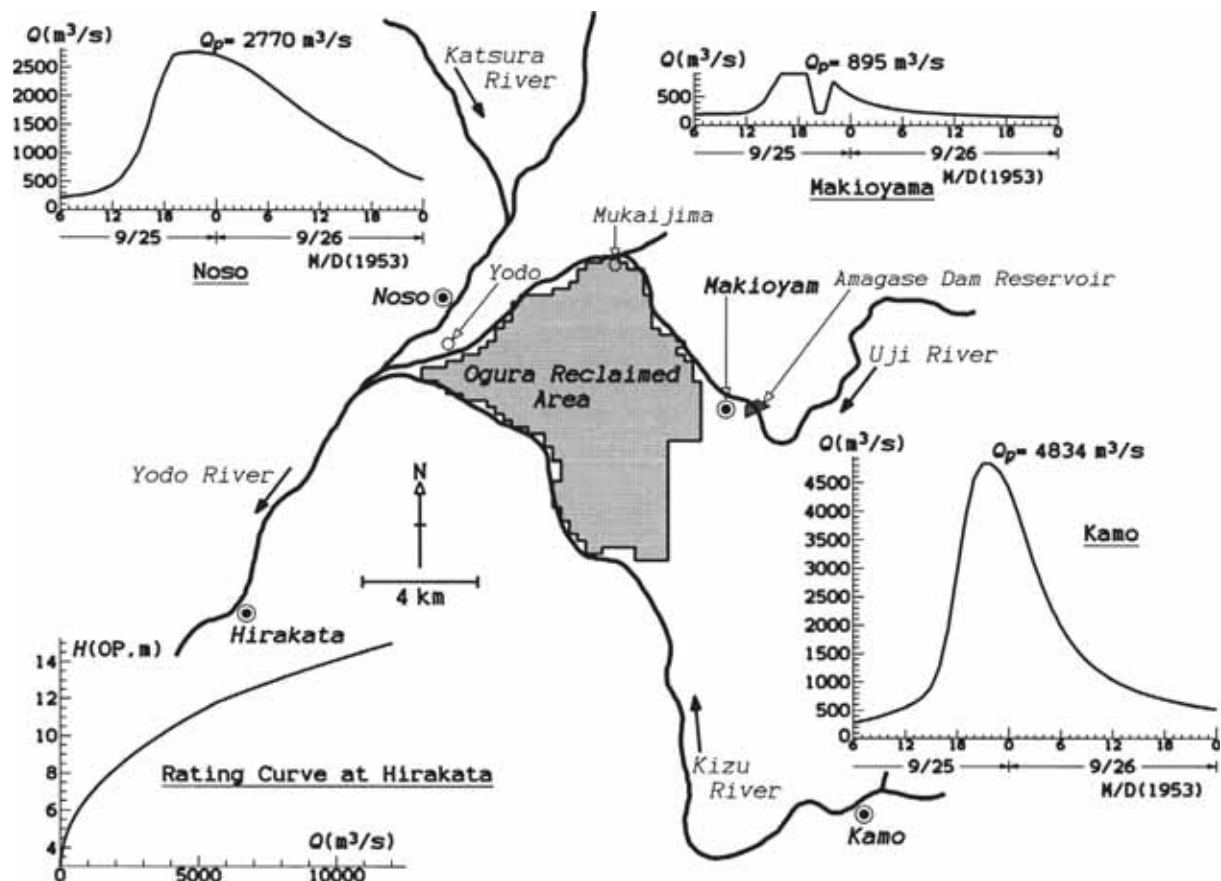 Q(m³/s)
Qp= 2770 m³/s
2500
2000
1500
1000
500
0
6 12 18 0 6 12 18 0
9/25 9/26
M/D(1953)
Noso
Katsura
River
Q(m³/s)
Qp= 895 m³/s
500
0
6 12 18 0 6 12 18 0
9/25 9/26
M/D(1953)
Makioyama
Mukaijima
Noso
Yodo
Makioyam
Amagase Dam Reservoir
Uji River
Ogura Reclaimed
Area
Yodo River
N
4 km
Hirakata
Q(m³/s)
Qp= 4834 m³/s
4500
4000
3500
3000
2500
2000
1500
1000
500
0
6 12 18 0 6 12 18 0
9/25 9/26
M/D(1953)
Kamo
H(OP.m)
14
12
10
8
6
4
Rating Curve at Hirakata
Q(m³/s)
0 5000 10000
Kizu
River
Kamo